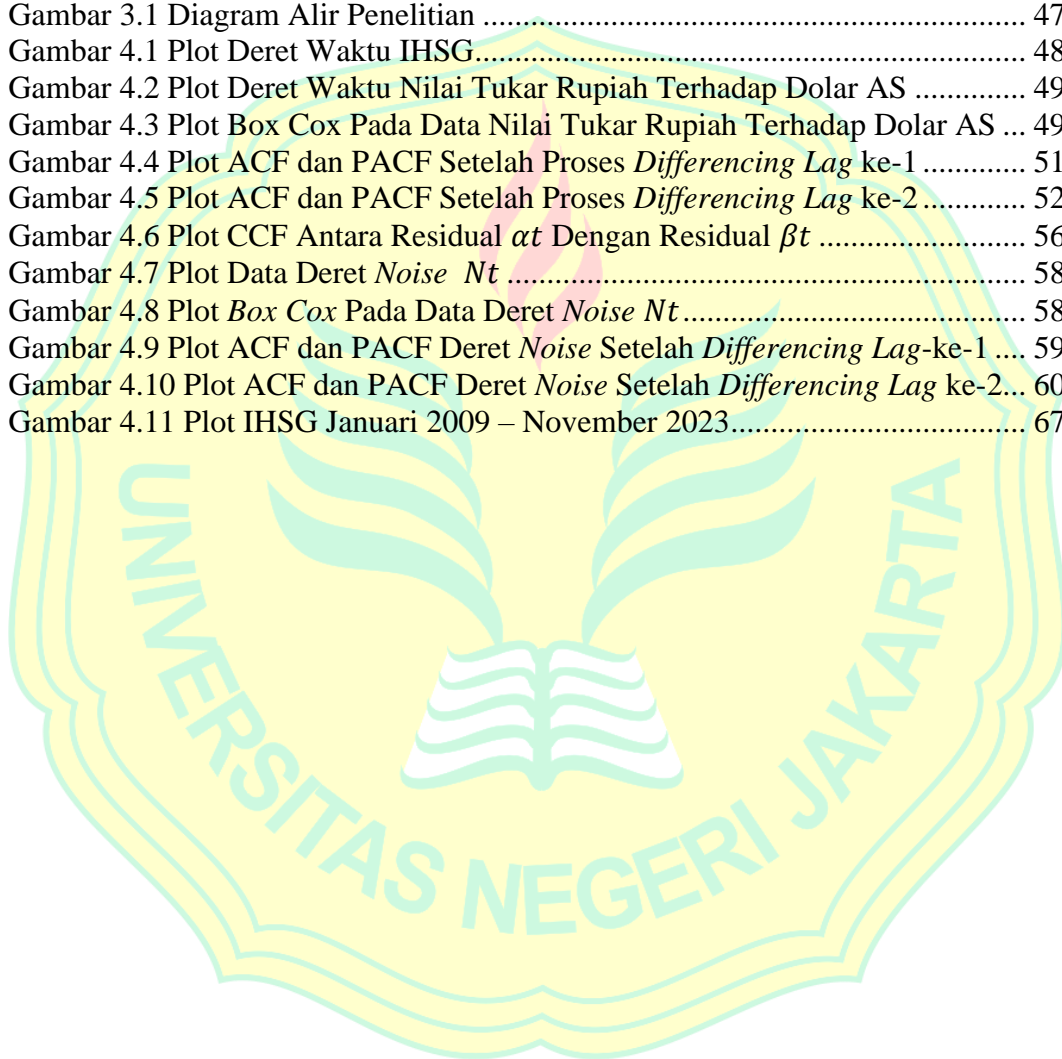 Gambar 3.1 Diagram Alir Penelitian ........................................................................ 47
Gambar 4.1 Plot Deret Waktu IHSG......................................................................... 48
Gambar 4.2 Plot Deret Waktu Nilai Tukar Rupiah Terhadap Dolar AS .............. 49
Gambar 4.3 Plot Box Cox Pada Data Nilai Tukar Rupiah Terhadap Dolar AS ... 49
Gambar 4.4 Plot ACF dan PACF Setelah Proses Differencing Lag ke-1 ............. 51
Gambar 4.5 Plot ACF dan PACF Setelah Proses Differencing Lag ke-2 ............. 52
Gambar 4.6 Plot CCF Antara Residual 𝛼𝑡 Dengan Residual 𝛽𝑡 ........................... 56
Gambar 4.7 Plot Data Deret Noise 𝑁𝑡 ..................................................................... 58
Gambar 4.8 Plot Box Cox Pada Data Deret Noise 𝑁𝑡............................................. 58
Gambar 4.9 Plot ACF dan PACF Deret Noise Setelah Differencing Lag-ke-1 .... 59
Gambar 4.10 Plot ACF dan PACF Deret Noise Setelah Differencing Lag ke-2... 60
Gambar 4.11 Plot IHSG Januari 2009 – November 2023...................................... 67
UNIVERSITAS NEGERI JAKARTA